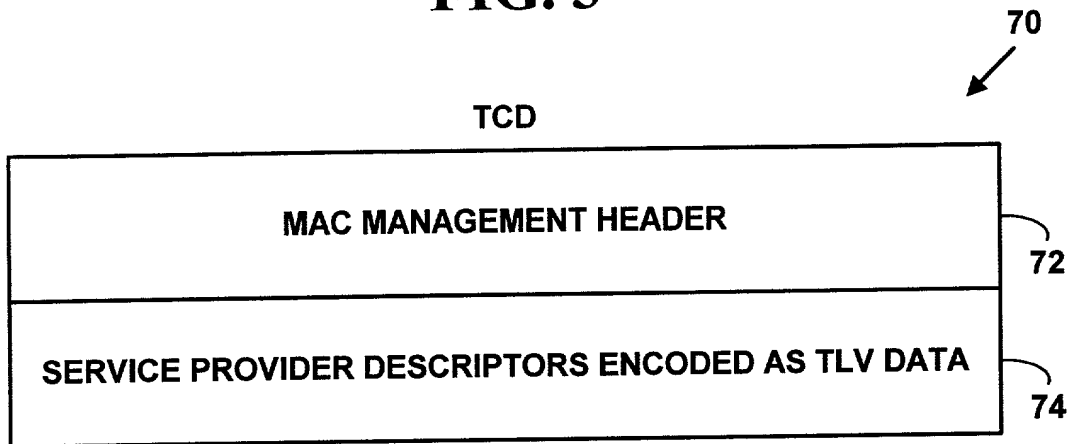 70
TCD
MAC MANAGEMENT HEADER
72
SERVICE PROVIDER DESCRIPTORS ENCODED AS TLV DATA
74